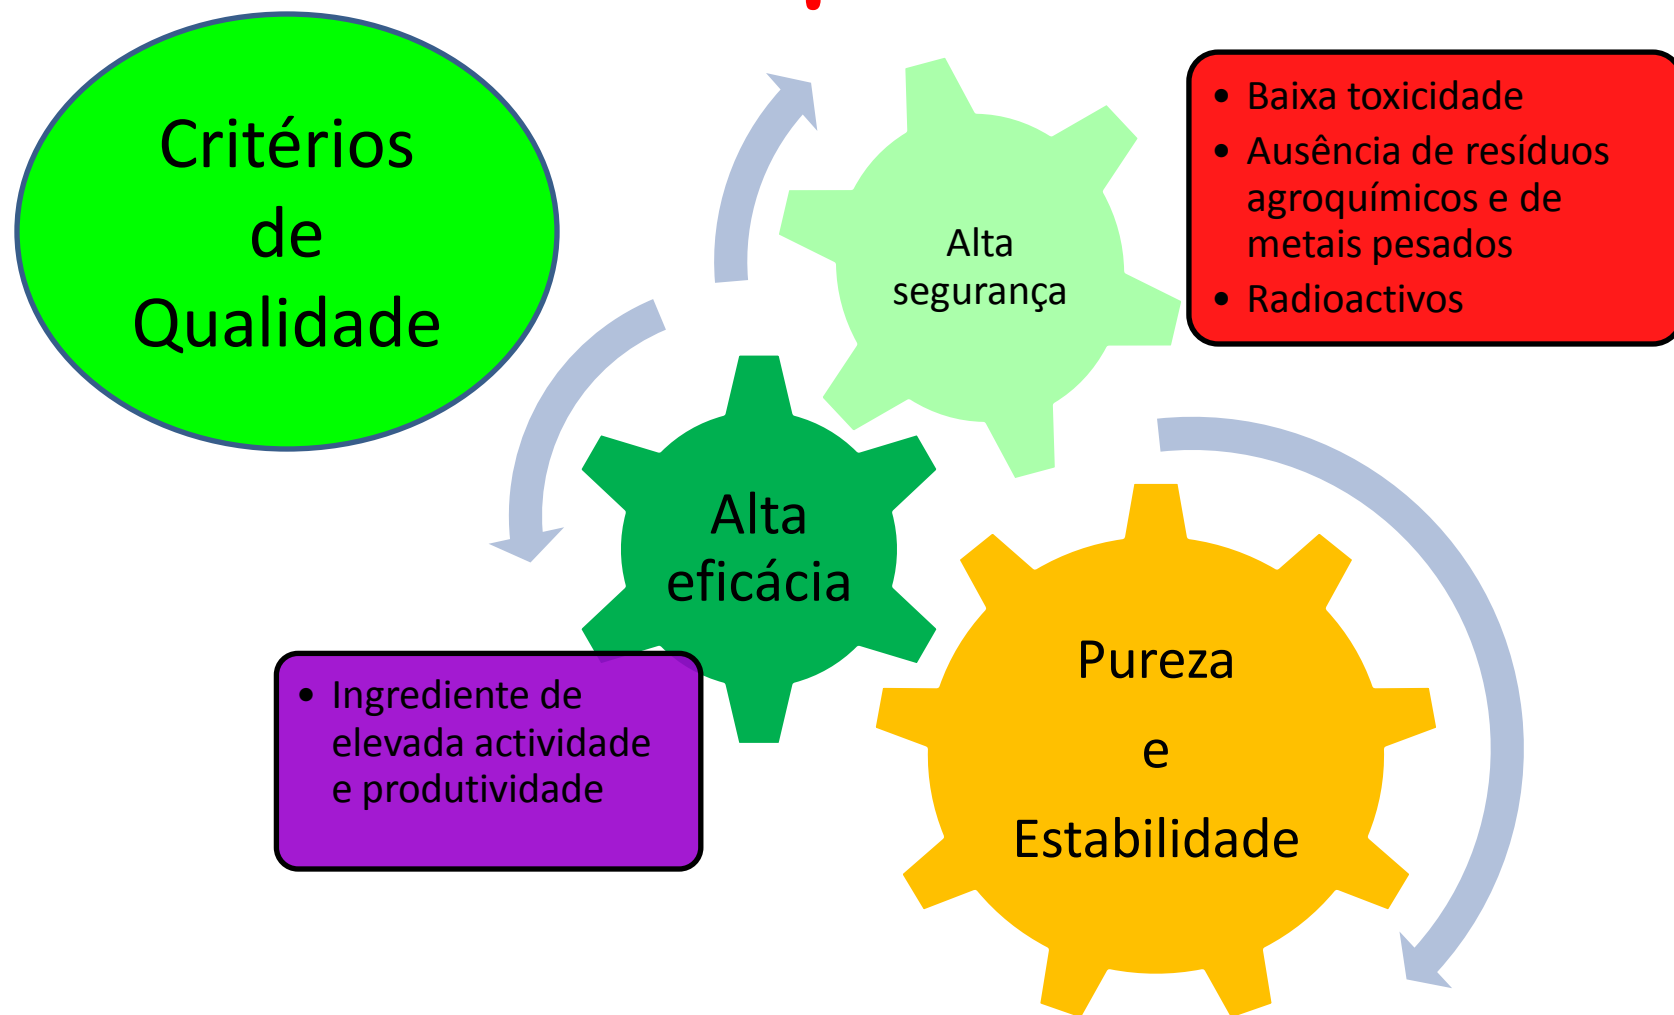 Critérios
de
Qualidade
Alta
segurança
• Baixa toxicidade
• Ausência de resíduos
agroquímicos e de
metais pesados
• Radioactivos
Alta
eficácia
• Ingrediente de
elevada actividade
e produtividade
Pureza
e
Estabilidade